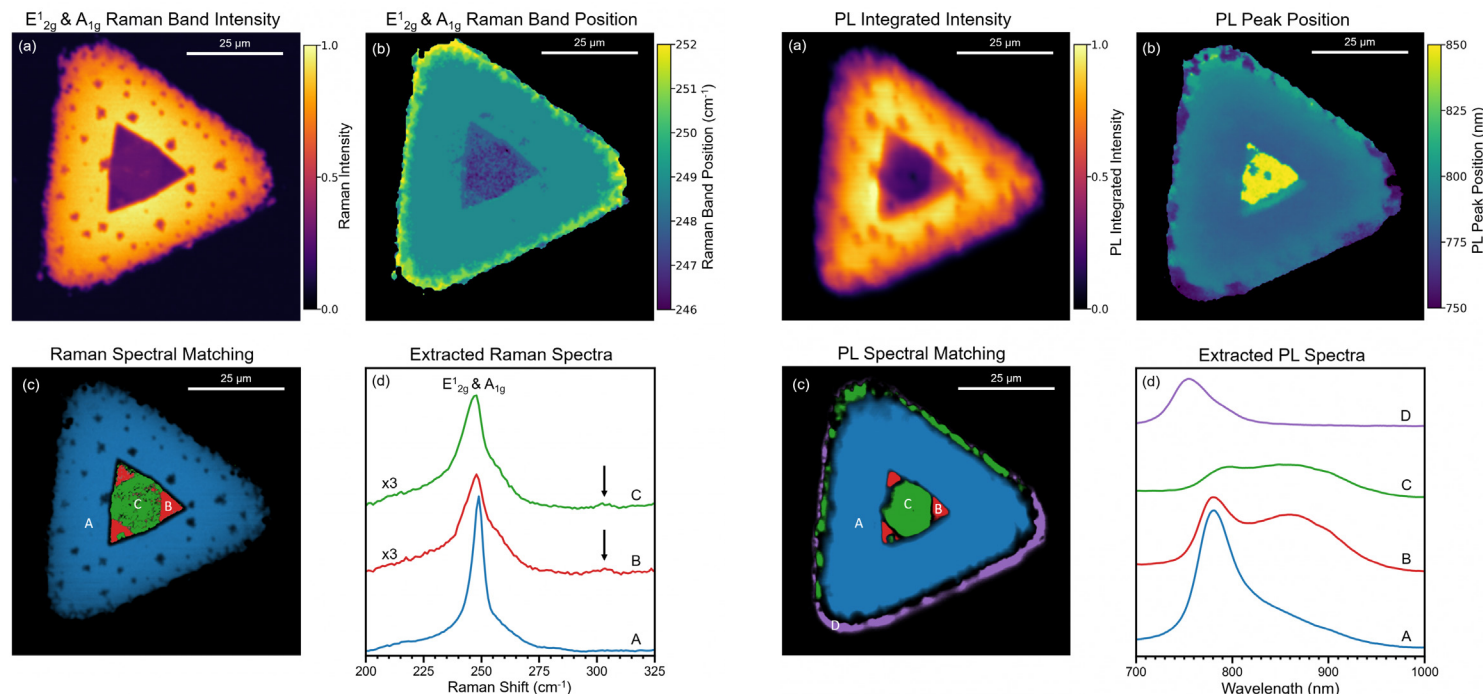 E¹₂g & A₁g Raman Band Intensity
(a)
25 µm
1.0
0.5
0.0
Raman Intensity
E¹₂g & A₁g Raman Band Position
(b)
25 µm
252
251
250
249
248
247
246
Raman Band Position (cm⁻¹)
PL Integrated Intensity
(a)
25 µm
1.0
0.5
0.0
PL Integrated Intensity
PL Peak Position
(b)
25 µm
850
825
800
775
750
PL Peak Position (nm)
Raman Spectral Matching
(c)
25 µm
A
B
C
Extracted Raman Spectra
(d)
E¹₂g & A₁g
x3
C
x3
B
A
200 225 250 275 300 325
Raman Shift (cm⁻¹)
PL Spectral Matching
(c)
25 µm
A
B
C
D
Extracted PL Spectra
(d)
D
C
B
A
700 800 900 1000
Wavelength (nm)